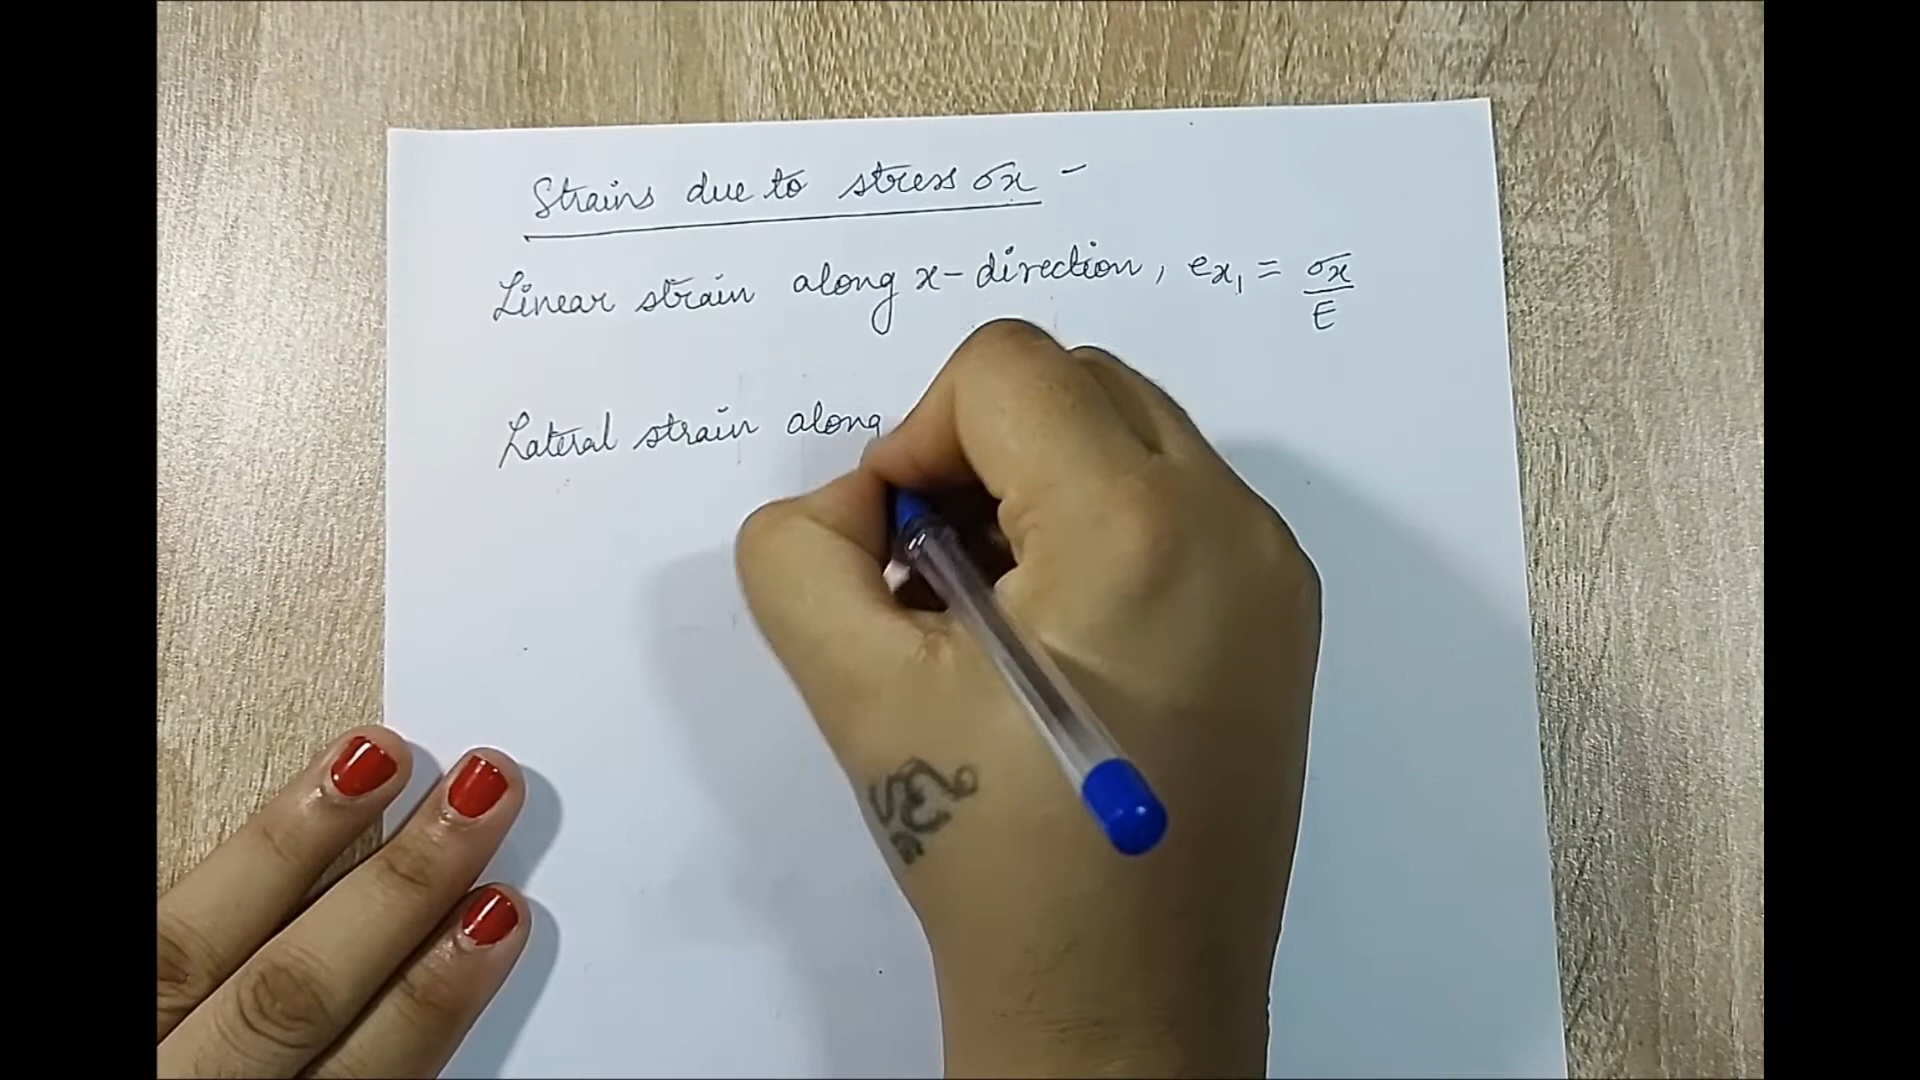 Strains due to stress σx -
Linear strain along x-direction, ex₁ = σx/E
Lateral strain along